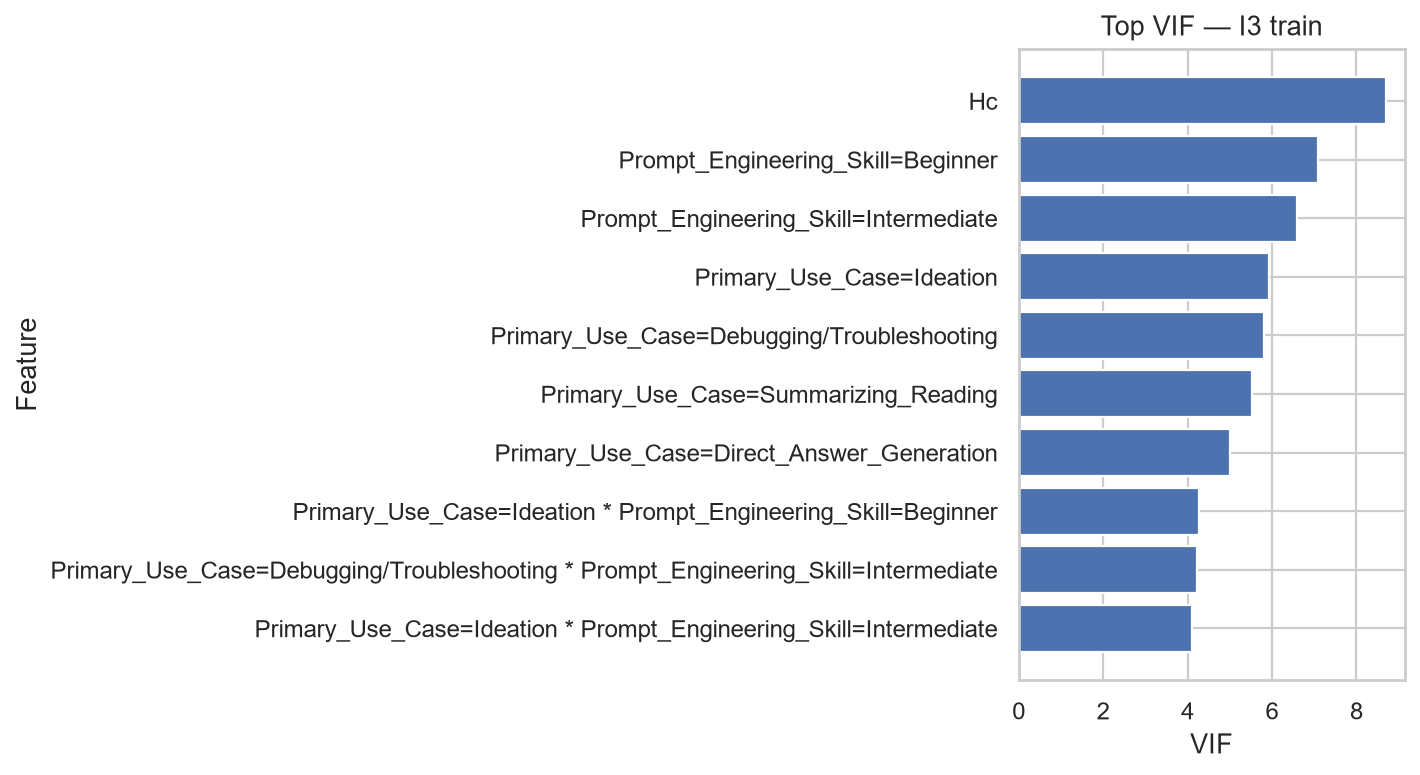 Top VIF — I3 train
Hc
Prompt_Engineering_Skill=Beginner
Prompt_Engineering_Skill=Intermediate
Primary_Use_Case=Ideation
Primary_Use_Case=Debugging/Troubleshooting
Primary_Use_Case=Summarizing_Reading
Primary_Use_Case=Direct_Answer_Generation
Primary_Use_Case=Ideation * Prompt_Engineering_Skill=Beginner
Primary_Use_Case=Debugging/Troubleshooting * Prompt_Engineering_Skill=Intermediate
Primary_Use_Case=Ideation * Prompt_Engineering_Skill=Intermediate
Feature
0 2 4 6 8
VIF